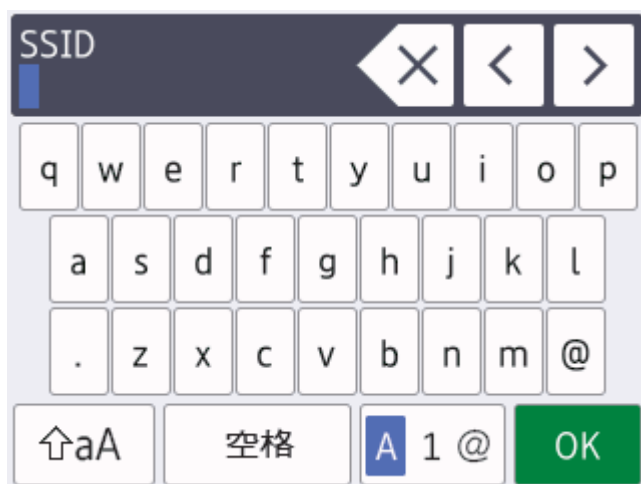 SSID
q w e r t y u i o p
a s d f g h j k l
. z x c v b n m @
⇧aA 空格 A 1 @ OK